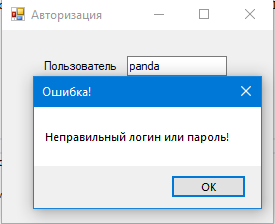 Авторизация
Пользователь panda
Ошибка!
Неправильный логин или пароль!
OK